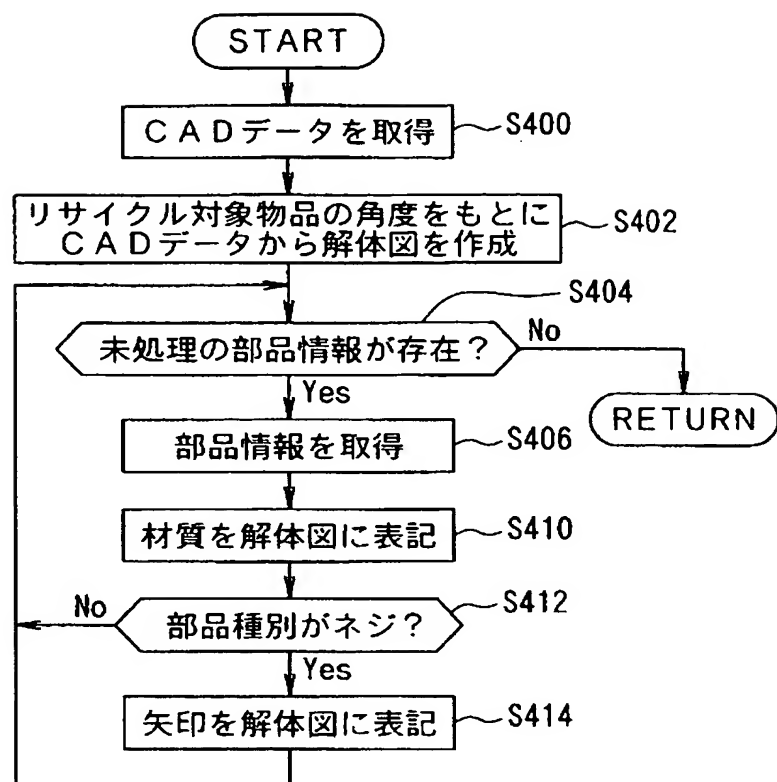 START
CADデータを取得
S400
リサイクル対象物品の角度をもとに
CADデータから解体図を作成
S402
S404
未処理の部品情報が存在?
No
Yes
RETURN
部品情報を取得
S406
材質を解体図に表記
S410
No
部品種別がネジ?
S412
Yes
矢印を解体図に表記
S414